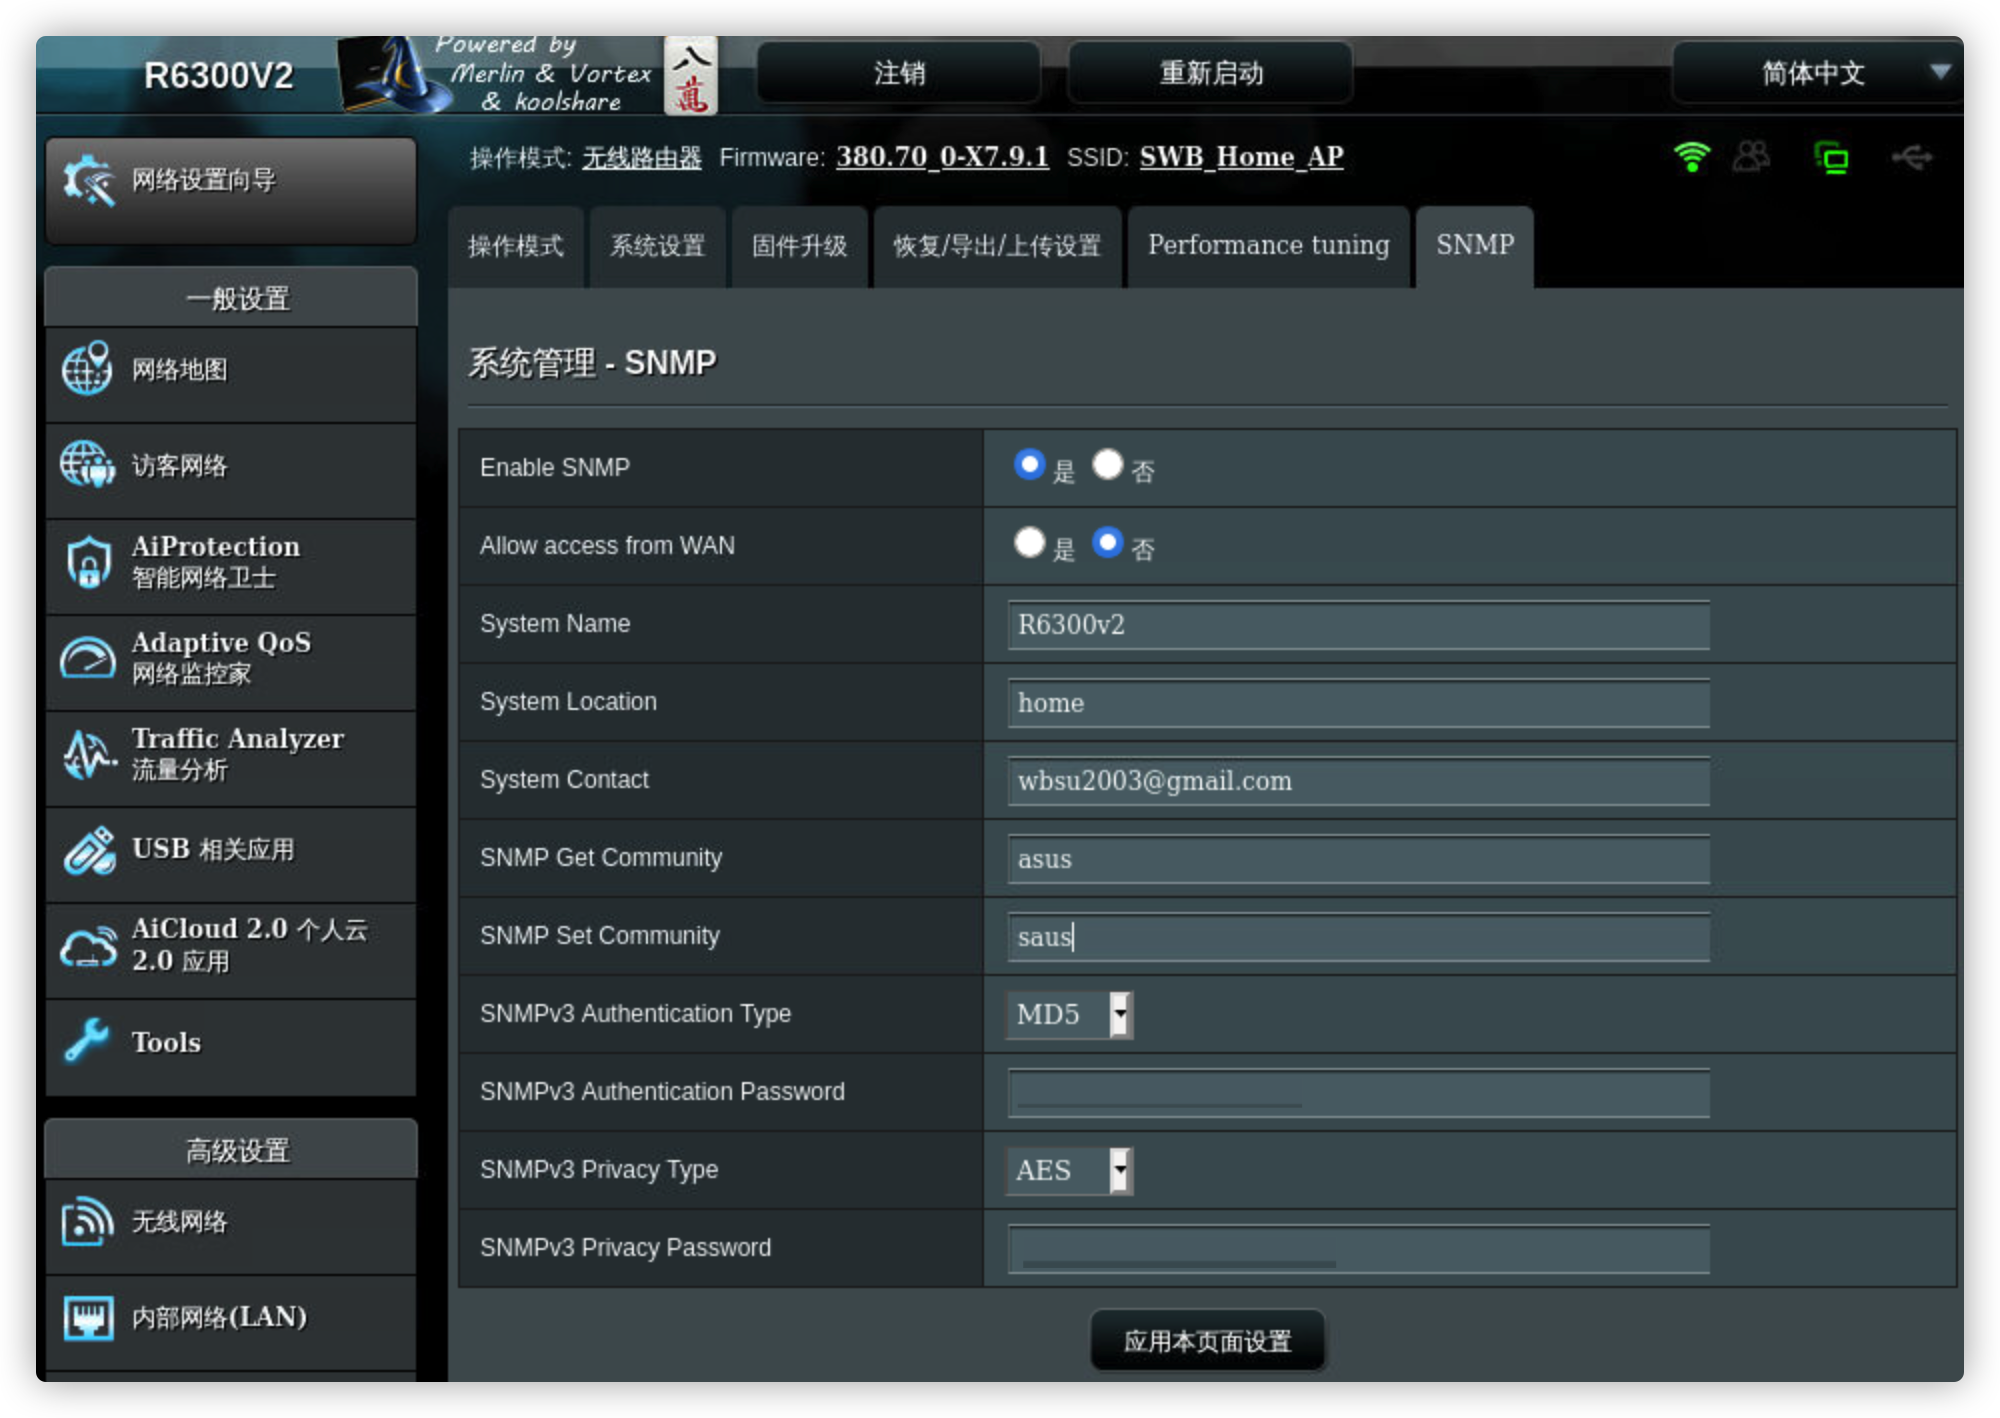 R6300V2
Powered by
Merlin & Vortex
& koolshare
八
萬
注销
重新启动
简体中文
操作模式: 无线路由器 Firmware: 380.70_0-X7.9.1 SSID: SWB_Home_AP
网络设置向导
一般设置
网络地图
访客网络
AiProtection
智能网络卫士
Adaptive QoS
网络监控家
Traffic Analyzer
流量分析
USB 相关应用
AiCloud 2.0 个人云
2.0 应用
Tools
高级设置
无线网络
内部网络(LAN)
操作模式 系统设置 固件升级 恢复/导出/上传设置 Performance tuning SNMP
系统管理 - SNMP
Enable SNMP 是 否
Allow access from WAN 是 否
System Name R6300v2
System Location home
System Contact wbsu2003@gmail.com
SNMP Get Community asus
SNMP Set Community saus
SNMPv3 Authentication Type MD5
SNMPv3 Authentication Password
SNMPv3 Privacy Type AES
SNMPv3 Privacy Password
应用本页面设置